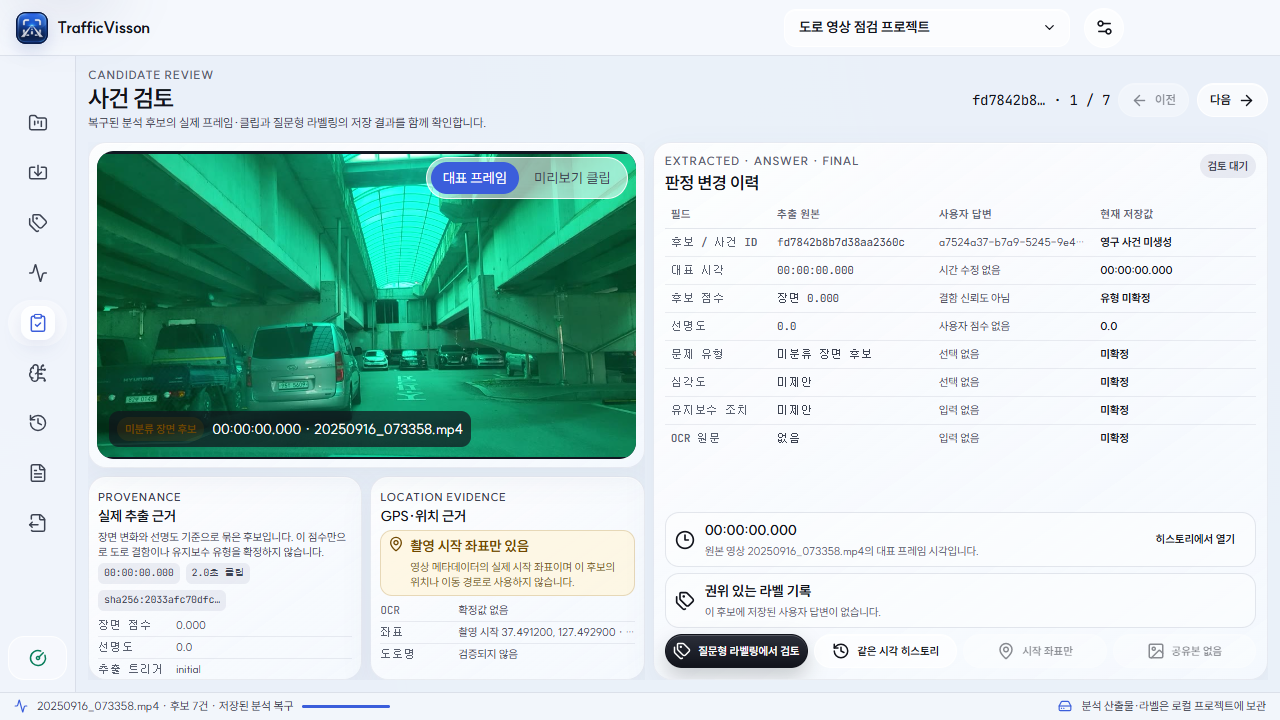 TrafficVisson
도로 영상 점검 프로젝트
CANDIDATE REVIEW
사건 검토
복구된 분석 후보의 실제 프레임·클립과 질문형 라벨링의 저장 결과를 함께 확인합니다.
fd7842b8… · 1 / 7
이전
다음
대표 프레임
미리보기 클립
미분류 장면 후보
00:00:00.000 · 20250916_073358.mp4
PROVENANCE
실제 추출 근거
장면 변화와 선명도 기준으로 묶은 후보입니다. 이 점수만으
로 도로 결함이나 유지보수 유형을 확정하지 않습니다.
00:00:00.000
2.0초 클립
sha256:2033afc70dfc…
장면 점수 0.000
선명도 0.0
추출 트리거 initial
LOCATION EVIDENCE
GPS·위치 근거
촬영 시작 좌표만 있음
영상 메타데이터의 실제 시작 좌표이며 이 후보의
위치나 이동 경로로 사용하지 않습니다.
OCR 확정값 없음
좌표 촬영 시작 37.491200, 127.492900 · …
도로명 검증되지 않음
EXTRACTED · ANSWER · FINAL
판정 변경 이력
검토 대기
필드 추출 원본 사용자 답변 현재 저장값
후보 / 사건 ID fd7842b8b7d38aa2360c a7524a37-b7a9-5245-9e4… 영구 사건 미생성
대표 시각 00:00:00.000 시간 수정 없음 00:00:00.000
후보 점수 장면 0.000 결함 신뢰도 아님 유형 미확정
선명도 0.0 사용자 점수 없음 0.0
문제 유형 미분류 장면 후보 선택 없음 미확정
심각도 미제안 선택 없음 미확정
유지보수 조치 미제안 입력 없음 미확정
OCR 원문 없음 입력 없음 미확정
00:00:00.000
원본 영상 20250916_073358.mp4의 대표 프레임 시각입니다.
히스토리에서 열기
권위 있는 라벨 기록
이 후보에 저장된 사용자 답변이 없습니다.
질문형 라벨링에서 검토
같은 시각 히스토리
시작 좌표만
공유본 없음
20250916_073358.mp4 · 후보 7건 · 저장된 분석 복구
분석 산출물·라벨은 로컬 프로젝트에 보관